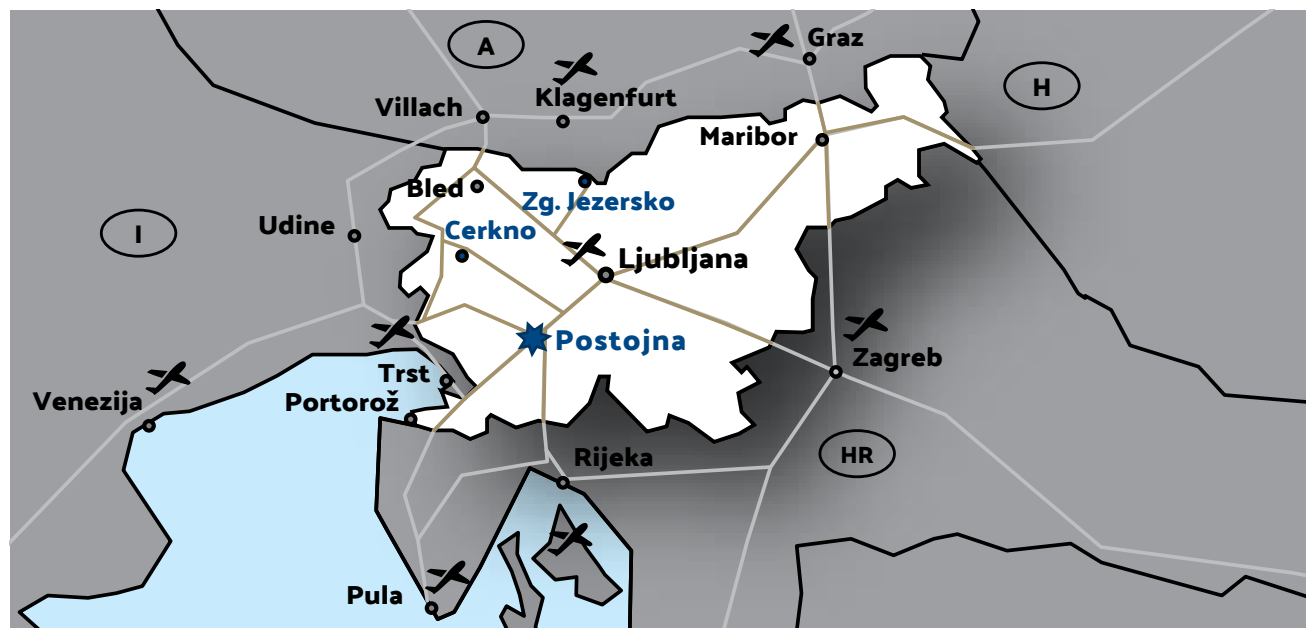 Graz
A
H
Klagenfurt
Villach
Maribor
Bled
Zg. Jezersko
Udine
Cerkno
I
Ljubljana
Postojna
Zagreb
Trst
Venezija
Portorož
Rijeka
HR
Pula